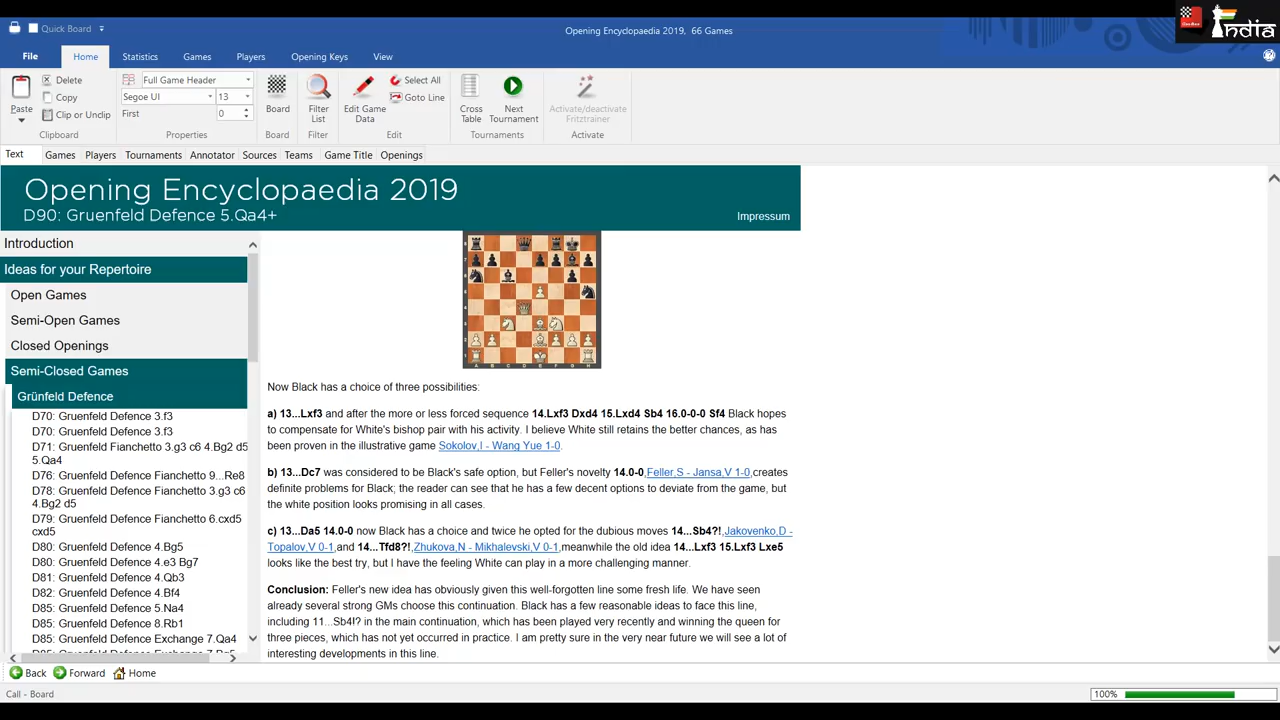 Quick Board
Opening Encyclopaedia 2019, 66 Games
India
File
Home
Statistics
Games
Players
Opening Keys
View
Paste
Delete
Copy
Clip or Unclip
Clipboard
Full Game Header
Segoe UI
13
First
0
Properties
Board
Board
Filter
List
Filter
Edit Game
Data
Select All
Goto Line
Edit
Cross
Table
Next
Tournament
Tournaments
Activate/deactivate
Fritztrainer
Activate
Text
Games
Players
Tournaments
Annotator
Sources
Teams
Game Title
Openings
Opening Encyclopaedia 2019
D90: Gruenfeld Defence 5.Qa4+
Impressum
Introduction
Ideas for your Repertoire
Open Games
Semi-Open Games
Closed Openings
Semi-Closed Games
Grünfeld Defence
D70: Gruenfeld Defence 3.f3
D70: Gruenfeld Defence 3.f3
D71: Gruenfeld Fianchetto 3.g3 c6 4.Bg2 d5
5.Qa4
D76: Gruenfeld Defence Fianchetto 9...Re8
D78: Gruenfeld Defence Fianchetto 3.g3 c6
4.Bg2 d5
D79: Gruenfeld Defence Fianchetto 6.cxd5
cxd5
D80: Gruenfeld Defence 4.Bg5
D80: Gruenfeld Defence 4.e3 Bg7
D81: Gruenfeld Defence 4.Qb3
D82: Gruenfeld Defence 4.Bf4
D85: Gruenfeld Defence 5.Na4
D85: Gruenfeld Defence 8.Rb1
D85: Gruenfeld Defence Exchange 7.Qa4
D85: Gruenfeld Defence Exchange 7.Bg5
Now Black has a choice of three possibilities:
a) 13...Lxf3 and after the more or less forced sequence 14.Lxf3 Dxd4 15.Lxd4 Sb4 16.0-0-0 Sf4 Black hopes
to compensate for White's bishop pair with his activity. I believe White still retains the better chances, as has
been proven in the illustrative game Sokolov,I - Wang Yue 1-0.
b) 13...Dc7 was considered to be Black's safe option, but Feller's novelty 14.0-0,Feller,S - Jansa,V 1-0,creates
definite problems for Black; the reader can see that he has a few decent options to deviate from the game, but
the white position looks promising in all cases.
c) 13...Da5 14.0-0 now Black has a choice and twice he opted for the dubious moves 14...Sb4?!,Jakovenko,D -
Topalov,V 0-1,and 14...Tfd8?!,Zhukova,N - Mikhalevski,V 0-1,meanwhile the old idea 14...Lxf3 15.Lxf3 Lxe5
looks like the best try, but I have the feeling White can play in a more challenging manner.
Conclusion: Feller's new idea has obviously given this well-forgotten line some fresh life. We have seen
already several strong GMs choose this continuation. Black has a few reasonable ideas to face this line,
including 11...Sb4!? in the main continuation, which has been played very recently and winning the queen for
three pieces, which has not yet occurred in practice. I am pretty sure in the very near future we will see a lot of
interesting developments in this line.
Back
Forward
Home
Call - Board
100%